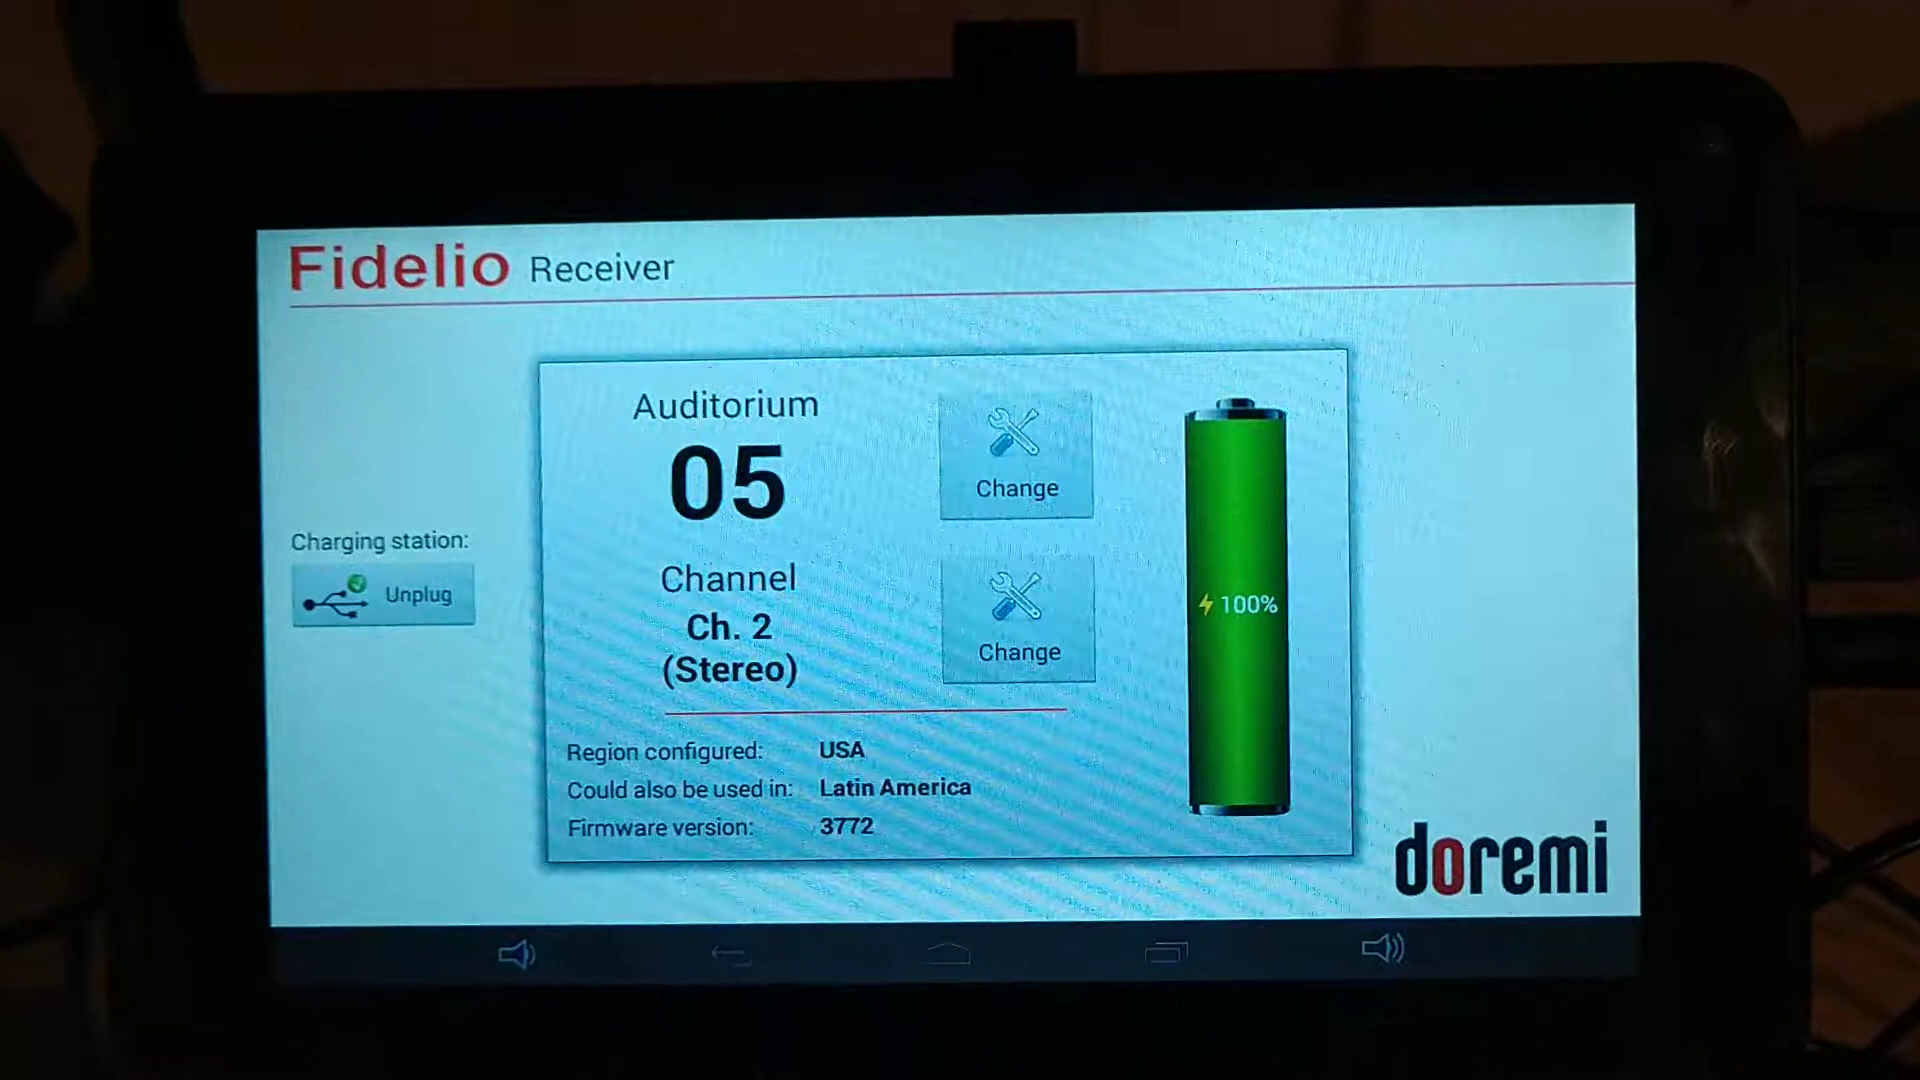 Fidelio Receiver
Auditorium
05
Change
Charging station:
Unplug
Channel
Ch. 2
(Stereo)
Change
100%
Region configured: USA
Could also be used in: Latin America
Firmware version: 3772
doremi